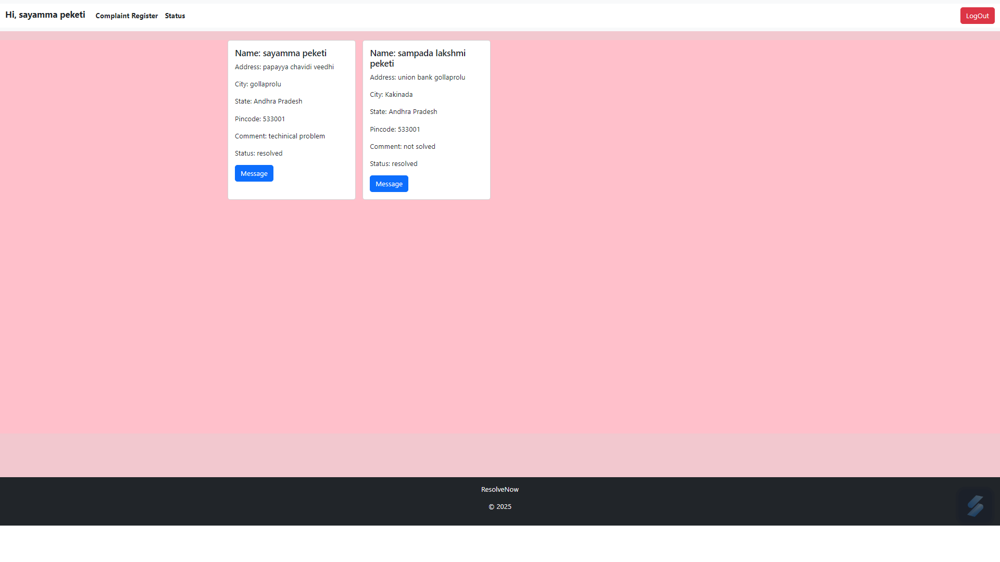 Hi, sayamma peketi
Complaint Register
Status
LogOut
Name: sayamma peketi
Address: papayya chavidi veedhi
City: gollaprolu
State: Andhra Pradesh
Pincode: 533001
Comment: techinical problem
Status: resolved
Message
Name: sampada lakshmi
peketi
Address: union bank gollaprolu
City: Kakinada
State: Andhra Pradesh
Pincode: 533001
Comment: not solved
Status: resolved
Message
ResolveNow
© 2025